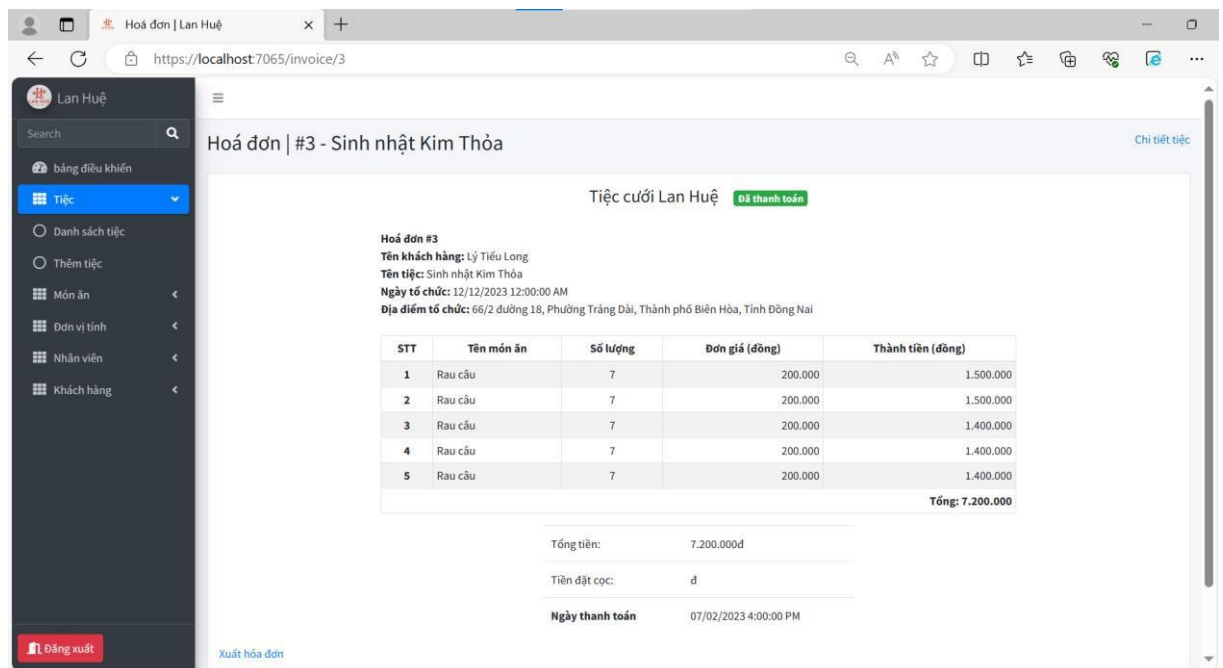 Hoá đơn | Lan Huệ
https://localhost:7065/invoice/3
Lan Huệ
Search
bảng điều khiển
Tiệc
Danh sách tiệc
Thêm tiệc
Món ăn
Đơn vị tính
Nhân viên
Khách hàng
Đăng xuất
Hoá đơn | #3 - Sinh nhật Kim Thỏa
Chi tiết tiệc
Tiệc cưới Lan Huệ Đã thanh toán
Hoá đơn #3
Tên khách hàng: Lý Tiểu Long
Tên tiệc: Sinh nhật Kim Thỏa
Ngày tổ chức: 12/12/2023 12:00:00 AM
Địa điểm tổ chức: 66/2 đường 18, Phường Trảng Dài, Thành phố Biên Hòa, Tỉnh Đồng Nai
STT Tên món ăn Số lượng Đơn giá (đồng) Thành tiền (đồng)
1 Rau câu 7 200.000 1.500.000
2 Rau câu 7 200.000 1.500.000
3 Rau câu 7 200.000 1.400.000
4 Rau câu 7 200.000 1.400.000
5 Rau câu 7 200.000 1.400.000
Tổng: 7.200.000
Tổng tiền: 7.200.000đ
Tiền đặt cọc: đ
Ngày thanh toán 07/02/2023 4:00:00 PM
Xuất hóa đơn